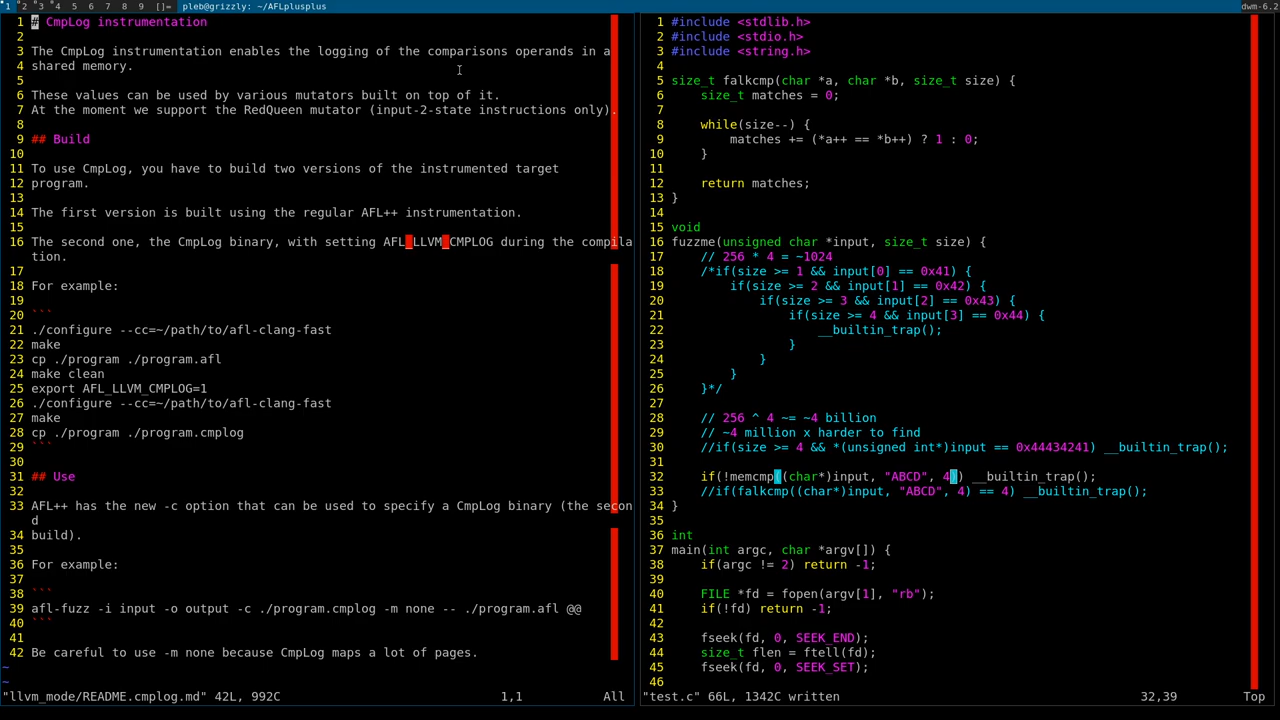 1 2 3 4 5 6 7 8 9 []= pleb@grizzly: ~/AFLplusplus dwm-6.2
1 # CmpLog instrumentation
2
3 The CmpLog instrumentation enables the logging of the comparisons operands in a
4 shared memory.
5
6 These values can be used by various mutators built on top of it.
7 At the moment we support the RedQueen mutator (input-2-state instructions only).
8
9 ## Build
10
11 To use CmpLog, you have to build two versions of the instrumented target
12 program.
13
14 The first version is built using the regular AFL++ instrumentation.
15
16 The second one, the CmpLog binary, with setting AFL_LLVM_CMPLOG during the compila
tion.
17
18 For example:
19
20 ```
21 ./configure --cc=~/path/to/afl-clang-fast
22 make
23 cp ./program ./program.afl
24 make clean
25 export AFL_LLVM_CMPLOG=1
26 ./configure --cc=~/path/to/afl-clang-fast
27 make
28 cp ./program ./program.cmplog
29 ```
30
31 ## Use
32
33 AFL++ has the new -c option that can be used to specify a CmpLog binary (the secon
d
34 build).
35
36 For example:
37
38 ```
39 afl-fuzz -i input -o output -c ./program.cmplog -m none -- ./program.afl @@
40 ```
41
42 Be careful to use -m none because CmpLog maps a lot of pages.
~
~
"llvm_mode/README.cmplog.md" 42L, 992C 1,1 All
1 #include <stdlib.h>
2 #include <stdio.h>
3 #include <string.h>
4
5 size_t falkcmp(char *a, char *b, size_t size) {
6 size_t matches = 0;
7
8 while(size--) {
9 matches += (*a++ == *b++) ? 1 : 0;
10 }
11
12 return matches;
13 }
14
15 void
16 fuzzme(unsigned char *input, size_t size) {
17 // 256 * 4 = ~1024
18 /*if(size >= 1 && input[0] == 0x41) {
19 if(size >= 2 && input[1] == 0x42) {
20 if(size >= 3 && input[2] == 0x43) {
21 if(size >= 4 && input[3] == 0x44) {
22 __builtin_trap();
23 }
24 }
25 }
26 }*/
27
28 // 256 ^ 4 ~= ~4 billion
29 // ~4 million x harder to find
30 //if(size >= 4 && *(unsigned int*)input == 0x44434241) __builtin_trap();
31
32 if(!memcmp((char*)input, "ABCD", 4)) __builtin_trap();
33 //if(falkcmp((char*)input, "ABCD", 4) == 4) __builtin_trap();
34 }
35
36 int
37 main(int argc, char *argv[]) {
38 if(argc != 2) return -1;
39
40 FILE *fd = fopen(argv[1], "rb");
41 if(!fd) return -1;
42
43 fseek(fd, 0, SEEK_END);
44 size_t flen = ftell(fd);
45 fseek(fd, 0, SEEK_SET);
46
"test.c" 66L, 1342C written 32,39 Top